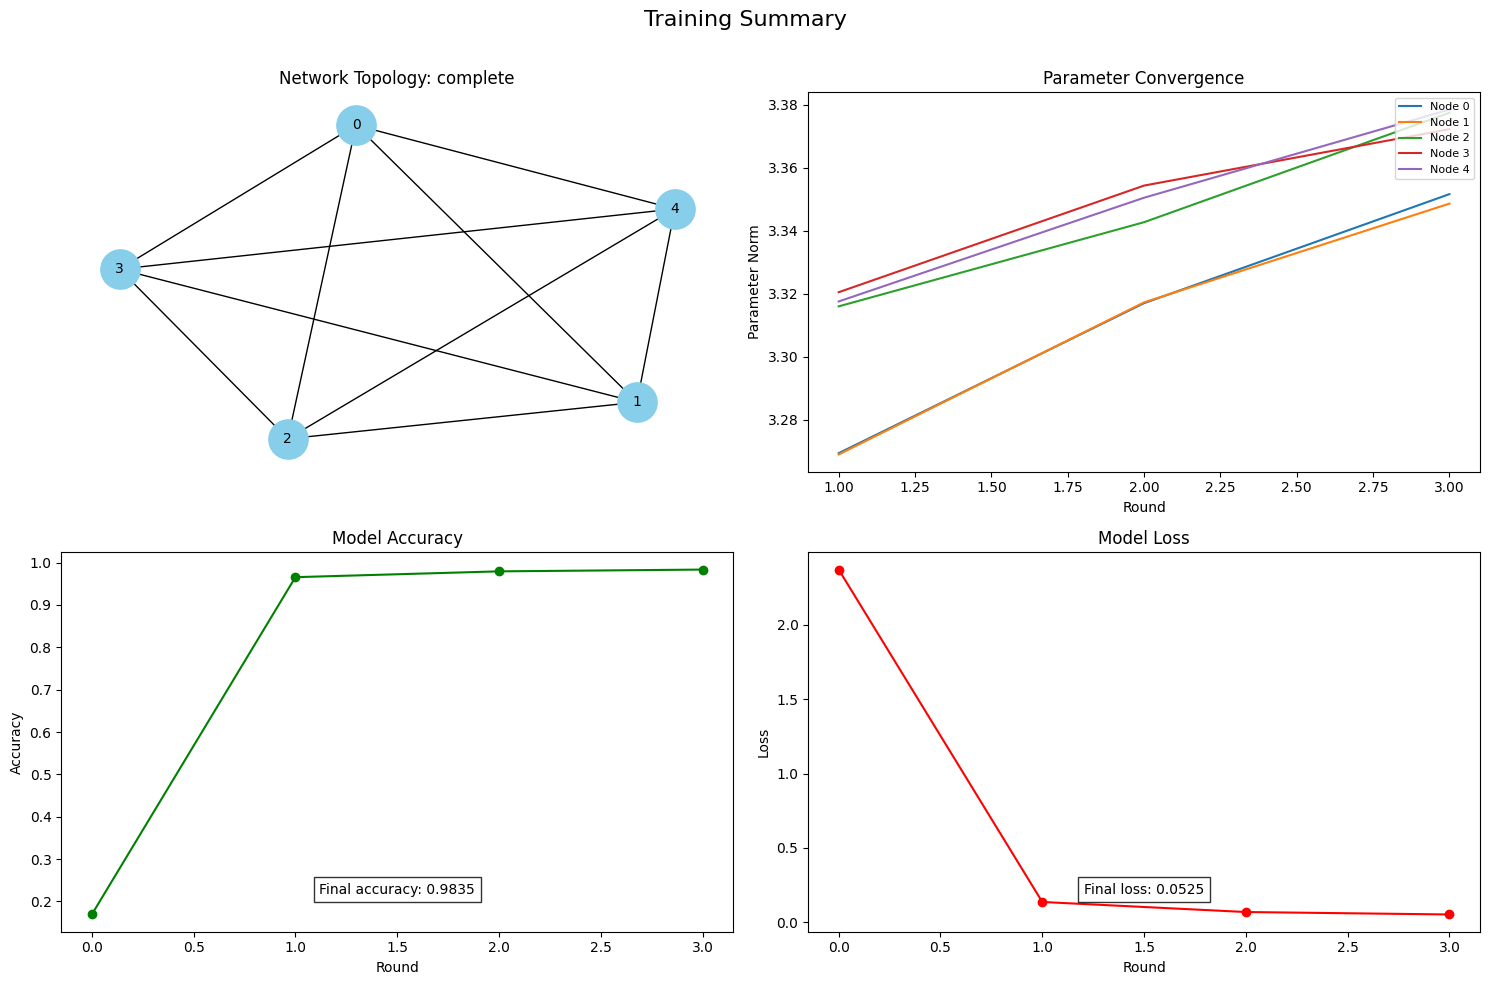 Training Summary
Network Topology: complete
0
4
3
1
2
Parameter Convergence
3.38
3.36
3.34
3.32
3.30
3.28
Parameter Norm
Node 0
Node 1
Node 2
Node 3
Node 4
1.00 1.25 1.50 1.75 2.00 2.25 2.50 2.75 3.00
Round
Model Accuracy
1.0
0.9
0.8
0.7
0.6
0.5
0.4
0.3
0.2
Accuracy
Final accuracy: 0.9835
0.0 0.5 1.0 1.5 2.0 2.5 3.0
Round
Model Loss
2.0
1.5
1.0
0.5
0.0
Loss
Final loss: 0.0525
0.0 0.5 1.0 1.5 2.0 2.5 3.0
Round